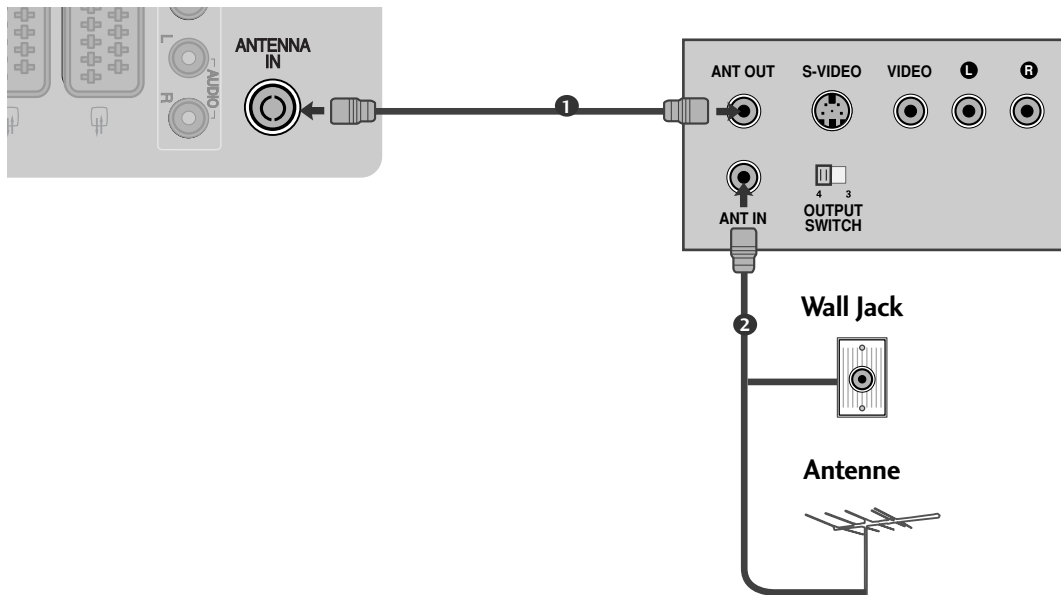 L
R
AUDIO
ANTENNA
IN
1
ANT OUT
S-VIDEO
VIDEO
L
R
ANT IN
4
3
OUTPUT
SWITCH
2
Wall Jack
Antenne